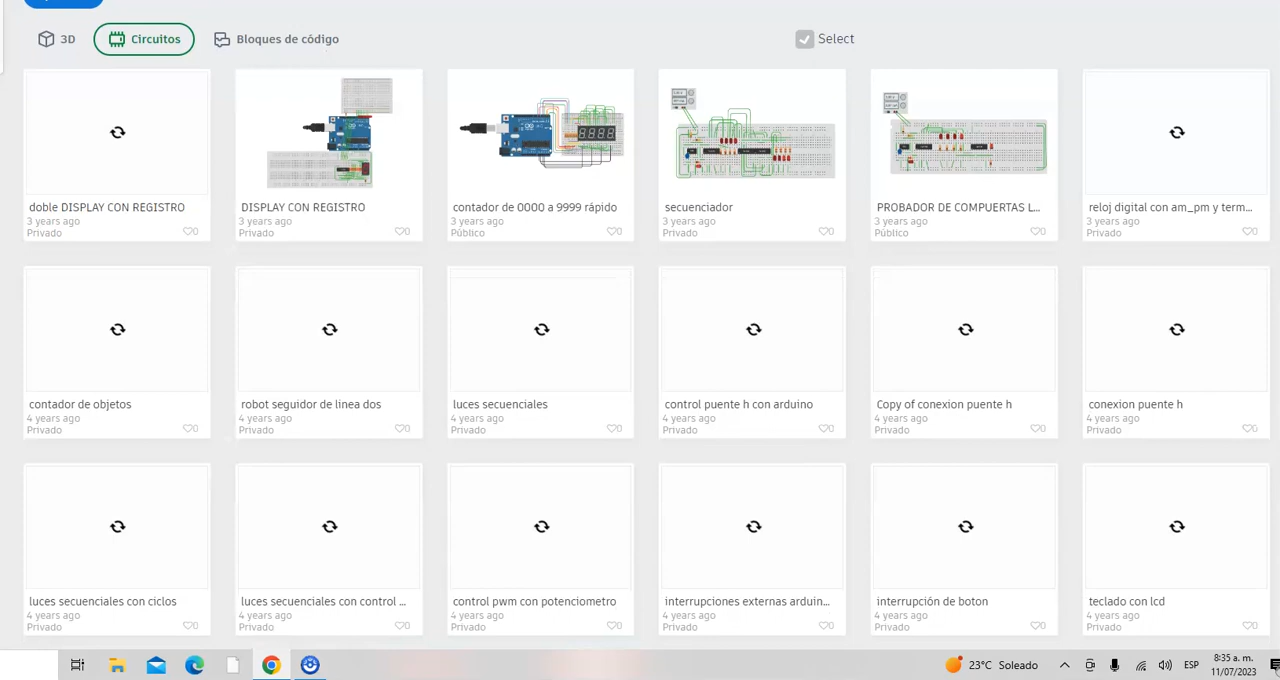 3D
Circuitos
Bloques de código
Select
doble DISPLAY CON REGISTRO
3 years ago
Privado
0
DISPLAY CON REGISTRO
3 years ago
Privado
0
contador de 0000 a 9999 rápido
3 years ago
Público
0
secuenciador
3 years ago
Privado
0
PROBADOR DE COMPUERTAS L...
3 years ago
Público
0
reloj digital con am_pm y term...
3 years ago
Privado
0
contador de objetos
4 years ago
Privado
0
robot seguidor de linea dos
4 years ago
Privado
0
luces secuenciales
4 years ago
Privado
0
control puente h con arduino
4 years ago
Privado
0
Copy of conexion puente h
4 years ago
Privado
0
conexion puente h
4 years ago
Privado
0
luces secuenciales con ciclos
4 years ago
Privado
0
luces secuenciales con control ...
4 years ago
Privado
0
control pwm con potenciometro
4 years ago
Privado
0
interrupciones externas arduin...
4 years ago
Privado
0
interrupción de boton
4 years ago
Privado
0
teclado con lcd
4 years ago
Privado
0
23°C Soleado
ESP
8:35 a. m.
11/07/2023